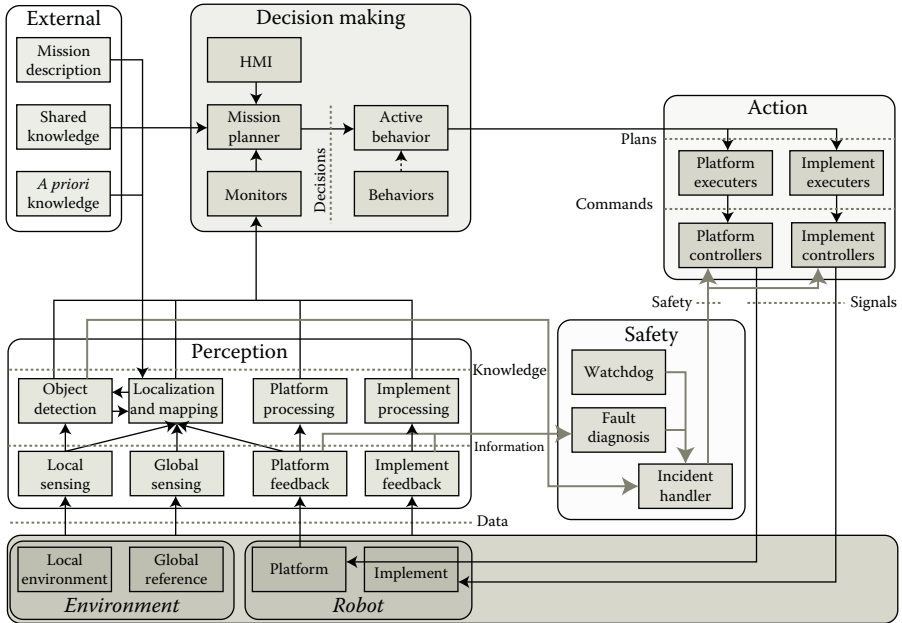 External
Mission
description
Shared
knowledge
A priori
knowledge
Decision making
HMI
Mission
planner
Monitors
Decisions
Active
behavior
Behaviors
Action
Plans
Platform
executers
Implement
executers
Commands
Platform
controllers
Implement
controllers
Safety
Signals
Perception
Knowledge
Object
detection
Localization
and mapping
Platform
processing
Implement
processing
Information
Local
sensing
Global
sensing
Platform
feedback
Implement
feedback
Data
Safety
Watchdog
Fault
diagnosis
Incident
handler
Local
environment
Global
reference
Environment
Platform
Implement
Robot